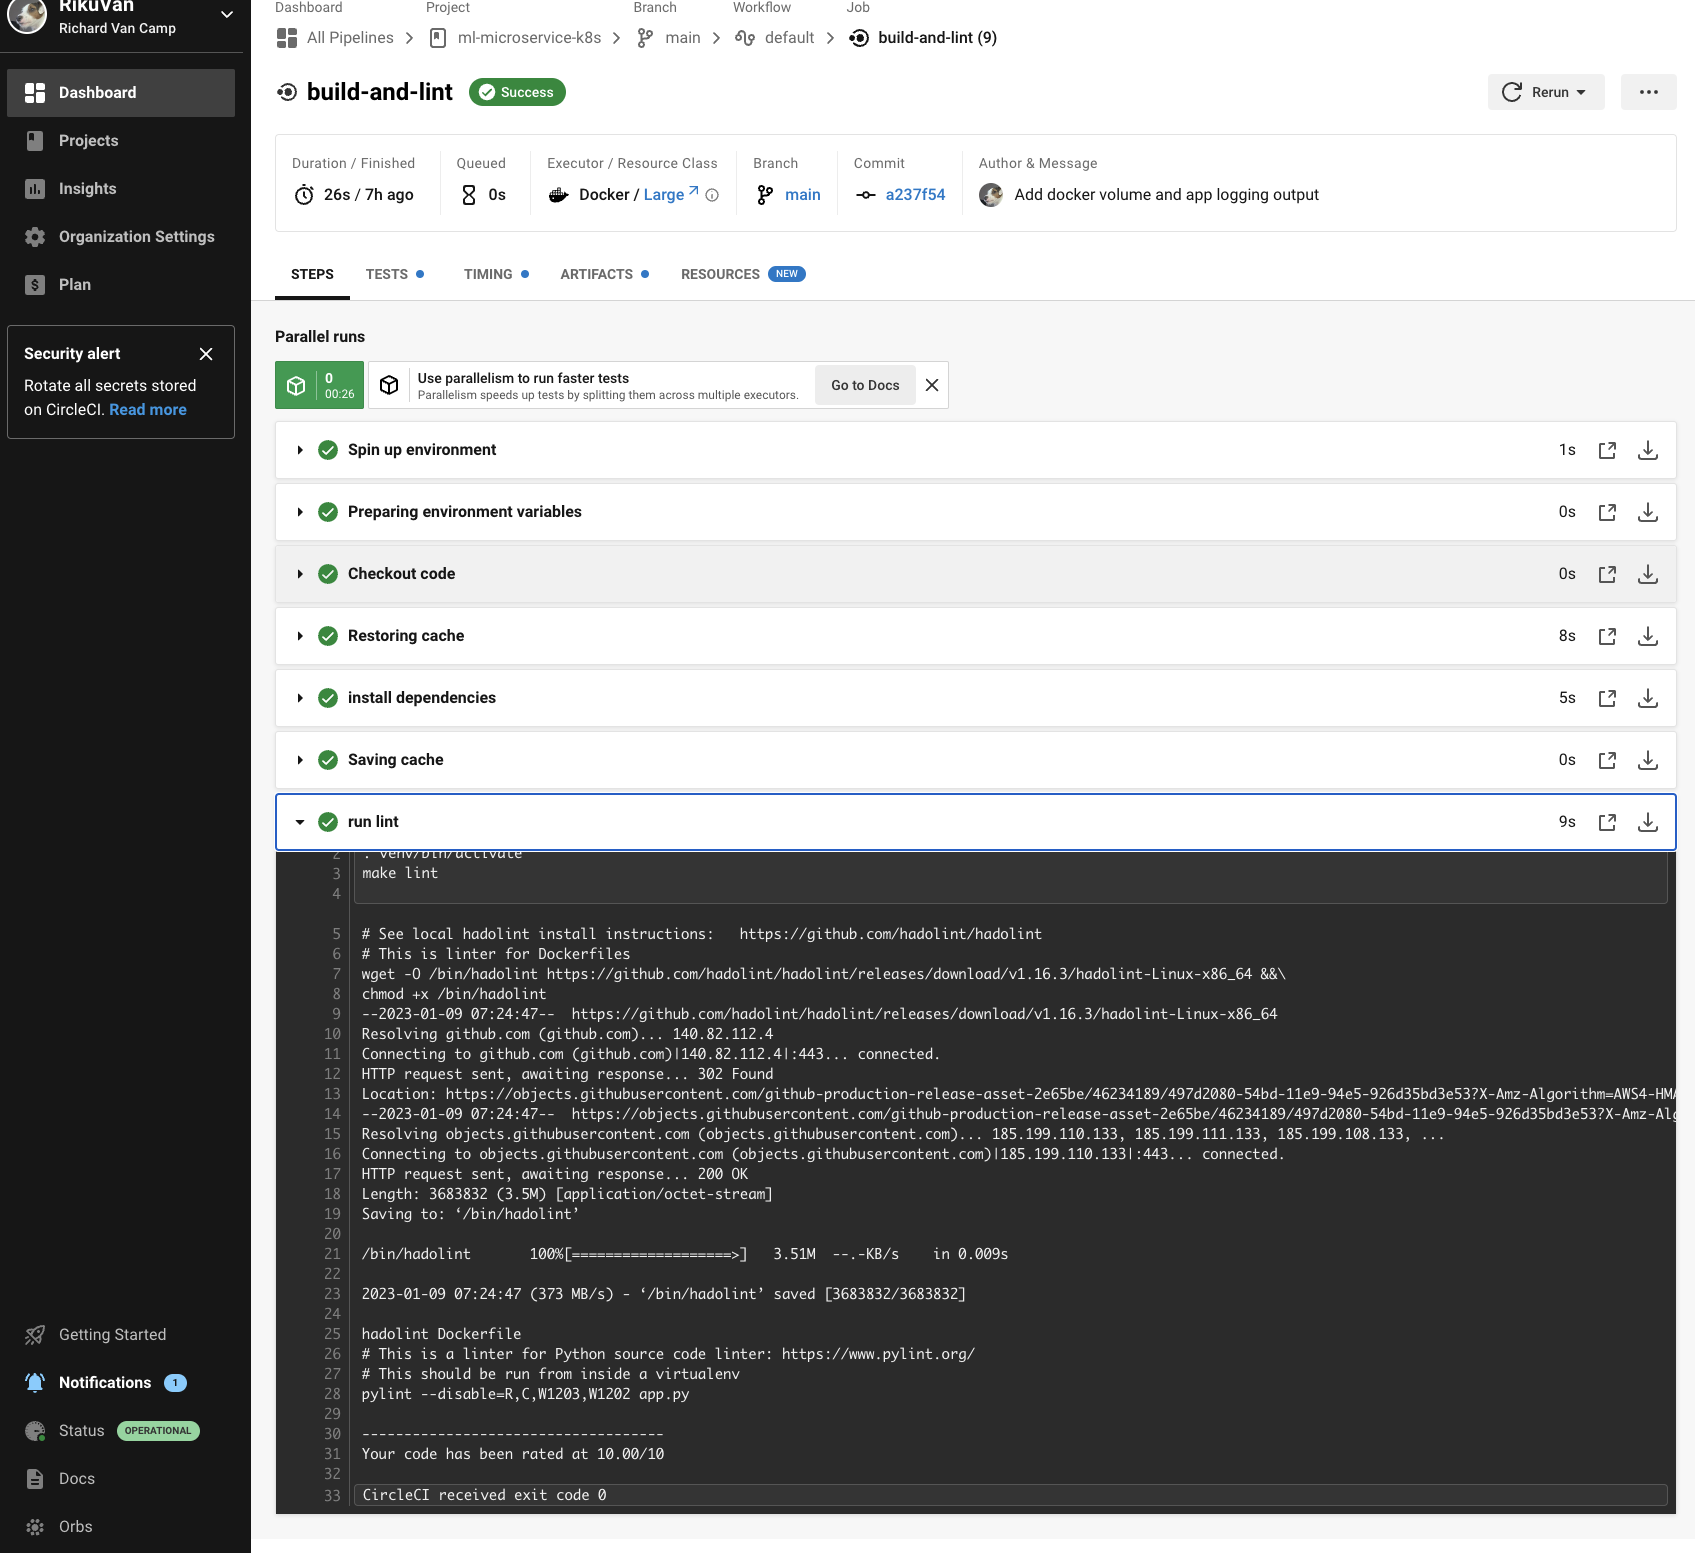 RikuVan
Richard Van Camp
Dashboard
Projects
Insights
Organization Settings
Plan
Security alert
Rotate all secrets stored
on CircleCI. Read more
Getting Started
Notifications 1
Status OPERATIONAL
Docs
Orbs
Dashboard Project Branch Workflow Job
All Pipelines ml-microservice-k8s main default build-and-lint (9)
build-and-lint Success
Rerun
Duration / Finished Queued Executor / Resource Class Branch Commit Author & Message
26s / 7h ago 0s Docker / Large main a237f54 Add docker volume and app logging output
STEPS TESTS TIMING ARTIFACTS RESOURCES NEW
Parallel runs
0
00:26
Use parallelism to run faster tests
Parallelism speeds up tests by splitting them across multiple executors.
Go to Docs
Spin up environment 1s
Preparing environment variables 0s
Checkout code 0s
Restoring cache 8s
install dependencies 5s
Saving cache 0s
run lint 9s
2 . venv/bin/activate
3 make lint
4
5 # See local hadolint install instructions:   https://github.com/hadolint/hadolint
6 # This is linter for Dockerfiles
7 wget -O /bin/hadolint https://github.com/hadolint/hadolint/releases/download/v1.16.3/hadolint-Linux-x86_64 &&\
8 chmod +x /bin/hadolint
9 --2023-01-09 07:24:47--  https://github.com/hadolint/hadolint/releases/download/v1.16.3/hadolint-Linux-x86_64
10 Resolving github.com (github.com)... 140.82.112.4
11 Connecting to github.com (github.com)|140.82.112.4|:443... connected.
12 HTTP request sent, awaiting response... 302 Found
13 Location: https://objects.githubusercontent.com/github-production-release-asset-2e65be/46234189/497d2080-54bd-11e9-94e5-926d35bd3e53?X-Amz-Algorithm=AWS4-HMA
14 --2023-01-09 07:24:47--  https://objects.githubusercontent.com/github-production-release-asset-2e65be/46234189/497d2080-54bd-11e9-94e5-926d35bd3e53?X-Amz-Alg
15 Resolving objects.githubusercontent.com (objects.githubusercontent.com)... 185.199.110.133, 185.199.111.133, 185.199.108.133, ...
16 Connecting to objects.githubusercontent.com (objects.githubusercontent.com)|185.199.110.133|:443... connected.
17 HTTP request sent, awaiting response... 200 OK
18 Length: 3683832 (3.5M) [application/octet-stream]
19 Saving to: ‘/bin/hadolint’
20
21 /bin/hadolint       100%[===================>]   3.51M  --.-KB/s    in 0.009s
22
23 2023-01-09 07:24:47 (373 MB/s) - ‘/bin/hadolint’ saved [3683832/3683832]
24
25 hadolint Dockerfile
26 # This is a linter for Python source code linter: https://www.pylint.org/
27 # This should be run from inside a virtualenv
28 pylint --disable=R,C,W1203,W1202 app.py
29
30 ------------------------------------
31 Your code has been rated at 10.00/10
32
33 CircleCI received exit code 0